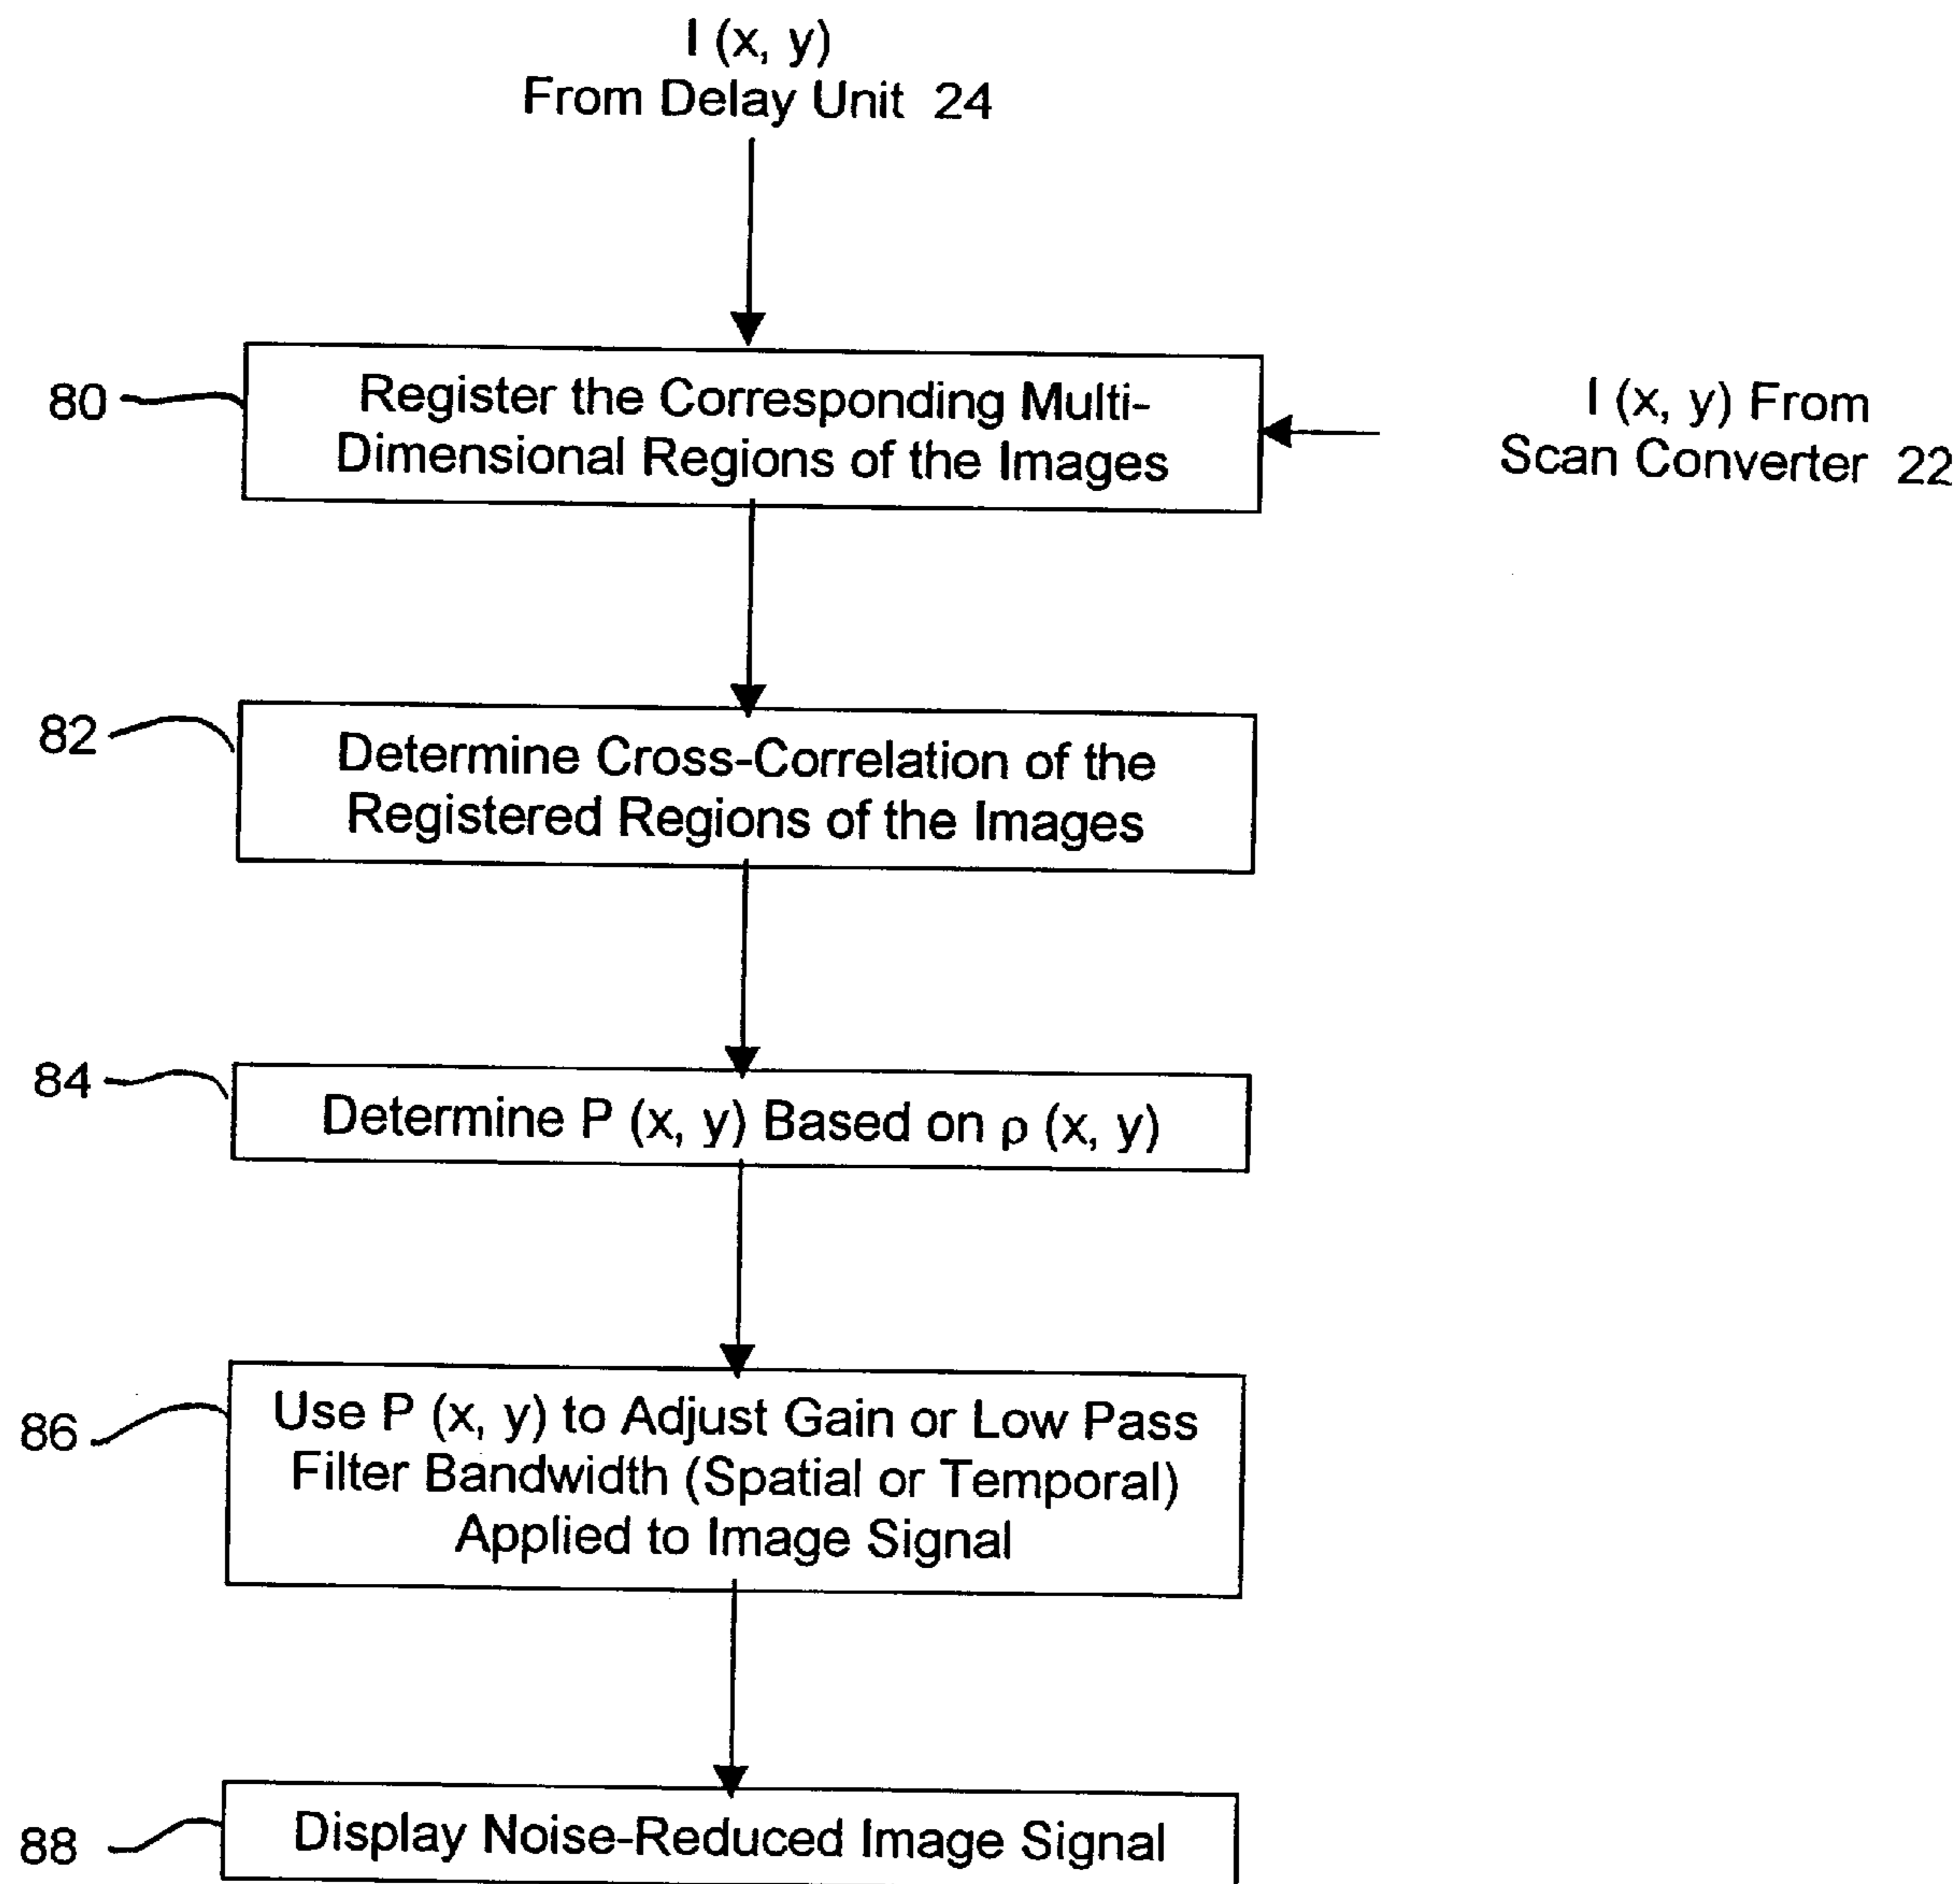 I (x, y)
From Delay Unit 24
80
Register the Corresponding Multi-
Dimensional Regions of the Images
I (x, y) From
Scan Converter 22
82
Determine Cross-Correlation of the
Registered Regions of the Images
84
Determine P (x, y) Based on ρ (x, y)
86
Use P (x, y) to Adjust Gain or Low Pass
Filter Bandwidth (Spatial or Temporal)
Applied to Image Signal
88
Display Noise-Reduced Image Signal